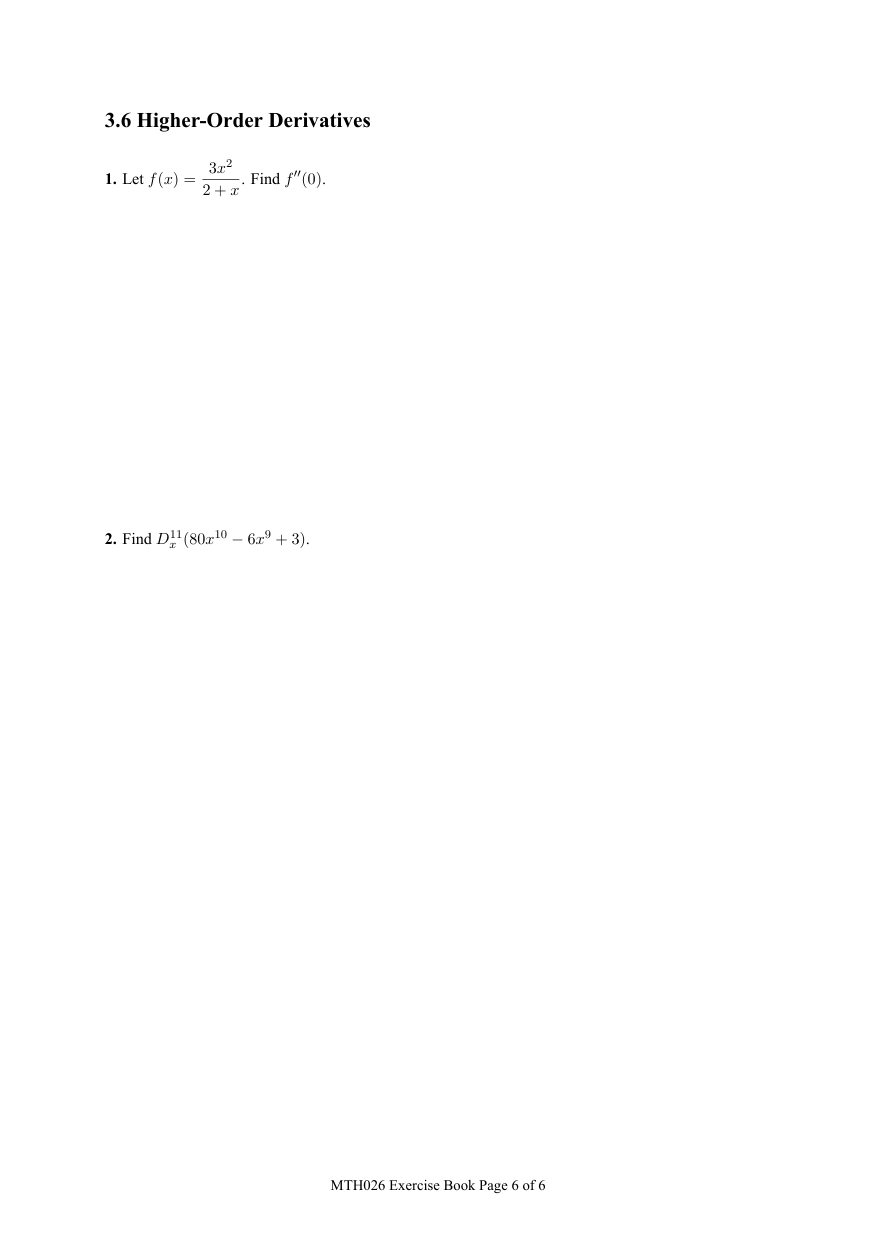 3.6 Higher-Order Derivatives
1. Let f(x) = \frac{3x^2}{2 + x}. Find f''(0).
2. Find D_x^{11}(80x^{10} − 6x^9 + 3).
MTH026 Exercise Book Page 6 of 6